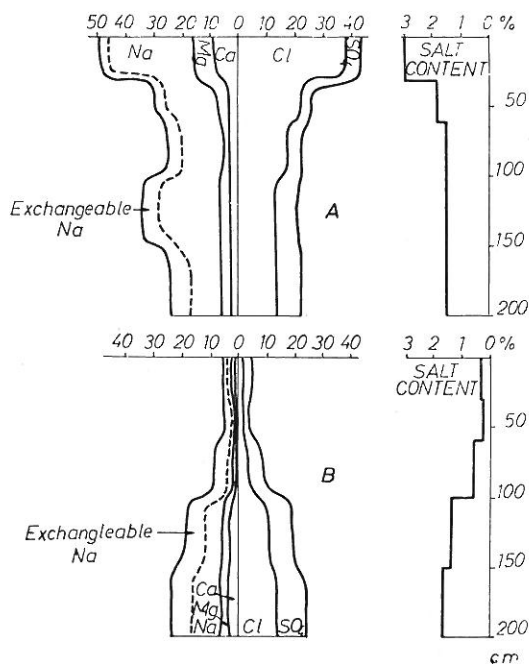 50 40 30 20 10 0 10 20 30 40
3 2 1 0 %
Na Mg Ca Cl SO₄
SALT
CONTENT
50
100
Exchangeable
Na
A
150
200
40 30 20 10 0 10 20 30 40
3 2 1 0 %
SALT
CONTENT
50
B
100
Exchangleable
Na
150
Ca
Mg
Na Cl SO₄
200
cm